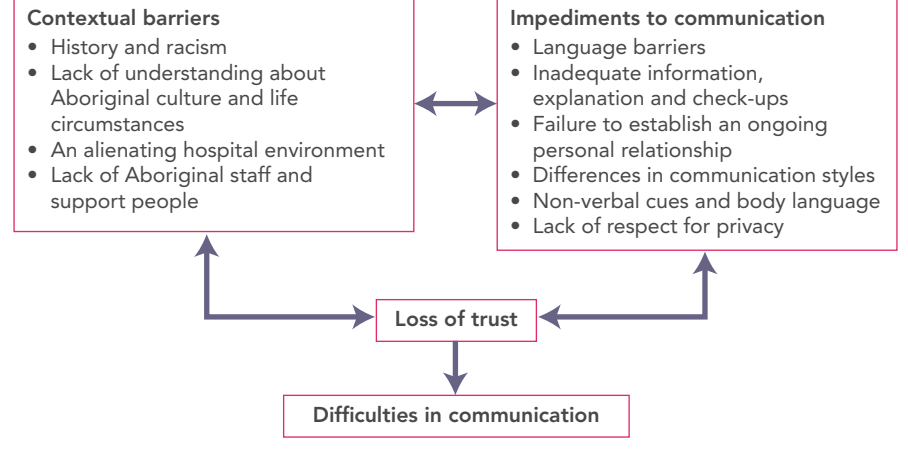 Contextual barriers
• History and racism
• Lack of understanding about
Aboriginal culture and life
circumstances
• An alienating hospital environment
• Lack of Aboriginal staff and
support people
Impediments to communication
• Language barriers
• Inadequate information,
explanation and check-ups
• Failure to establish an ongoing
personal relationship
• Differences in communication styles
• Non-verbal cues and body language
• Lack of respect for privacy
Loss of trust
Difficulties in communication